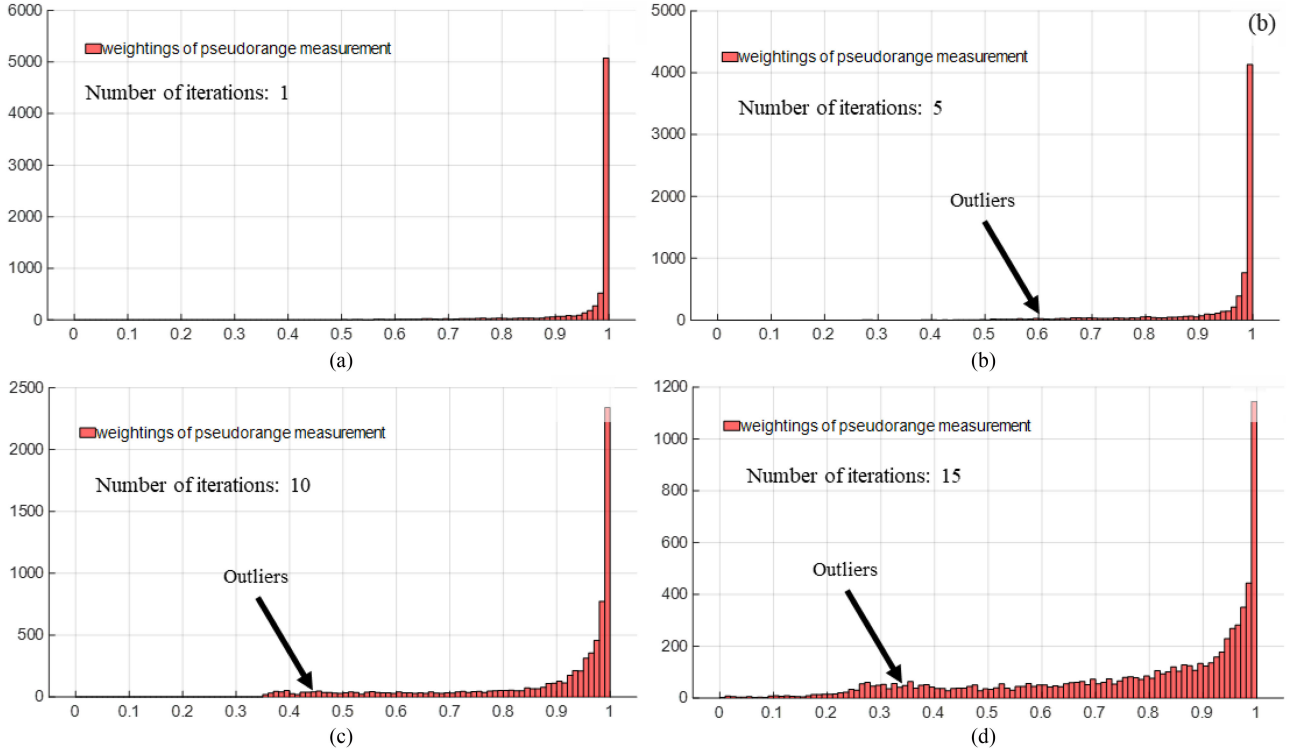 6000
5000
4000
3000
2000
1000
0
weightings of pseudorange measurement
Number of iterations: 1
0 0.1 0.2 0.3 0.4 0.5 0.6 0.7 0.8 0.9 1
(a)
5000
4000
3000
2000
1000
0
(b)
weightings of pseudorange measurement
Number of iterations: 5
Outliers
0 0.1 0.2 0.3 0.4 0.5 0.6 0.7 0.8 0.9 1
(b)
2500
2000
1500
1000
500
0
weightings of pseudorange measurement
Number of iterations: 10
Outliers
0 0.1 0.2 0.3 0.4 0.5 0.6 0.7 0.8 0.9 1
(c)
1200
1000
800
600
400
200
0
weightings of pseudorange measurement
Number of iterations: 15
Outliers
0 0.1 0.2 0.3 0.4 0.5 0.6 0.7 0.8 0.9 1
(d)